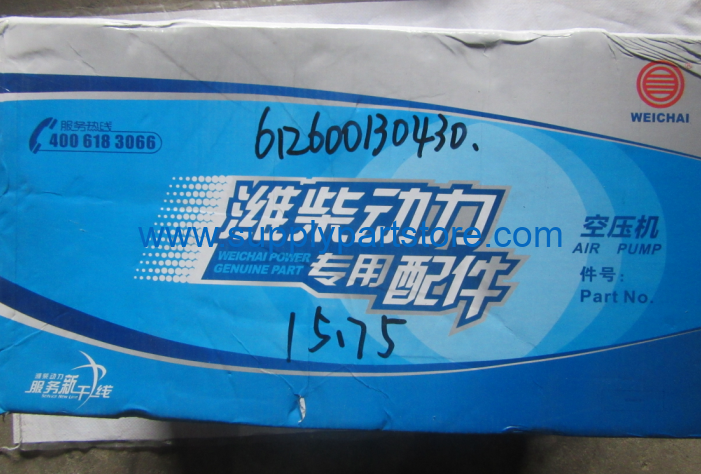 服务热线
400 618 3066
612600130430.
WEICHAI
潍柴动力
www.supplypartstore.com
WEICHAI POWER
GENUINE PART
专用配件
空压机
AIR PUMP
件号:
Part No.
15.75
潍柴动力
服务新干线